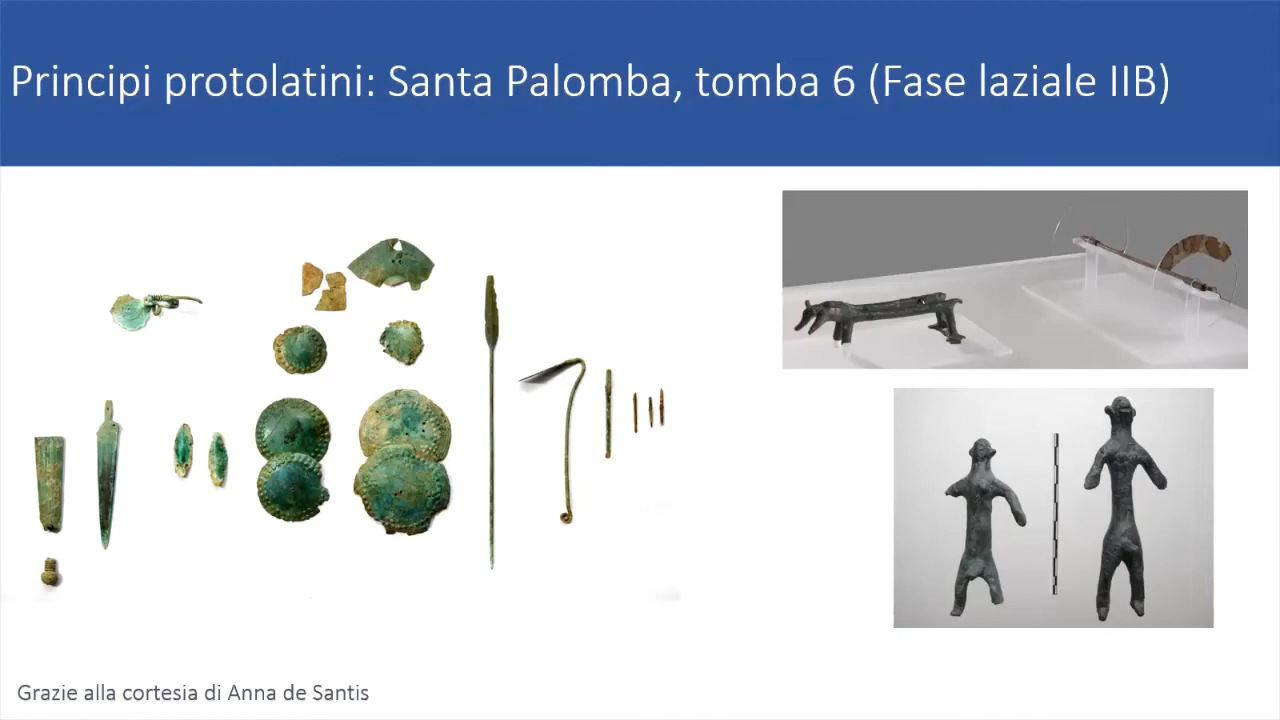 Principi protolatini: Santa Palomba, tomba 6 (Fase laziale IIB)
Grazie alla cortesia di Anna de Santis